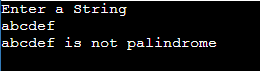 Enter a String
abcdef
abcdef is not palindrome